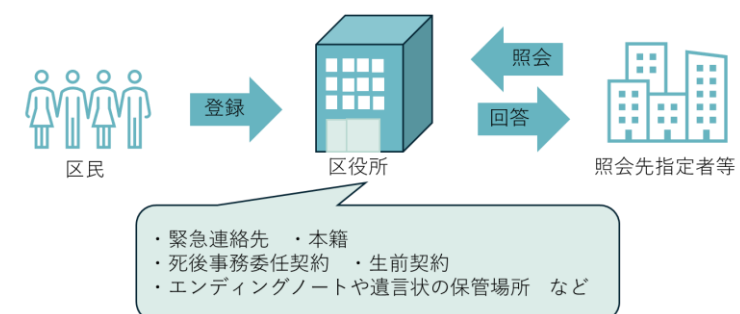 照会
登録
回答
区民
区役所
照会先指定者等
・緊急連絡先　・本籍
・死後事務委任契約　・生前契約
・エンディングノートや遺言状の保管場所　など